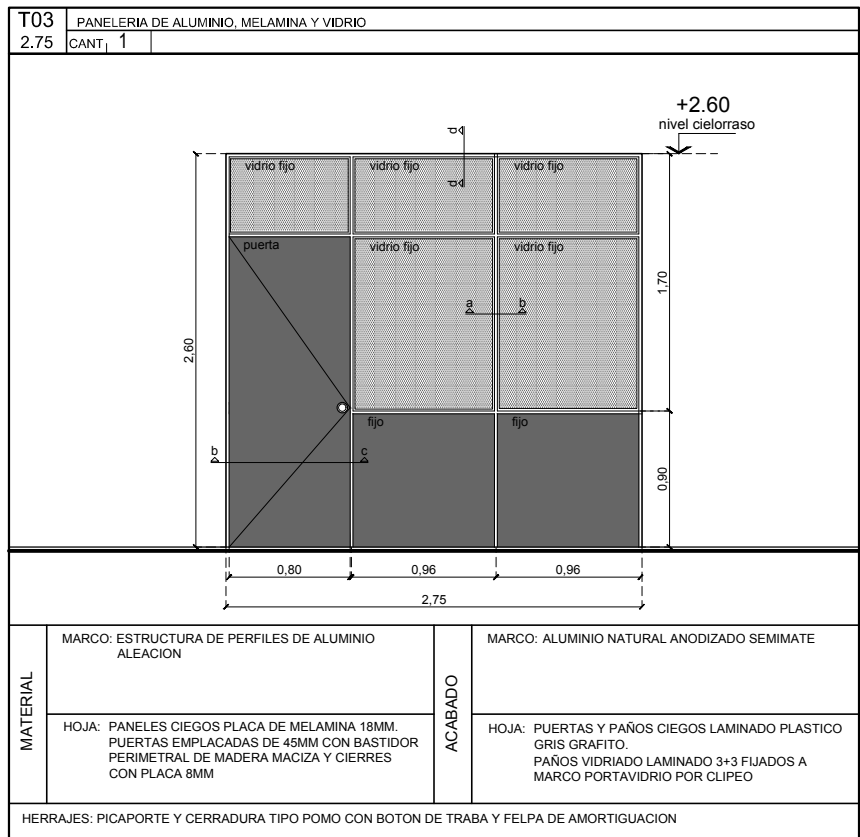 T03 PANELERIA DE ALUMINIO, MELAMINA Y VIDRIO
2.75 CANT 1
+2.60
nivel cielorraso
d
vidrio fijo vidrio fijo vidrio fijo
d
puerta vidrio fijo vidrio fijo
1,70
a b
2,60
fijo fijo
b c
0,90
0,80 0,96 0,96
2,75
MATERIAL
MARCO: ESTRUCTURA DE PERFILES DE ALUMINIO
ALEACION
HOJA: PANELES CIEGOS PLACA DE MELAMINA 18MM.
PUERTAS EMPLACADAS DE 45MM CON BASTIDOR
PERIMETRAL DE MADERA MACIZA Y CIERRES
CON PLACA 8MM
ACABADO
MARCO: ALUMINIO NATURAL ANODIZADO SEMIMATE
HOJA: PUERTAS Y PAÑOS CIEGOS LAMINADO PLASTICO
GRIS GRAFITO.
PAÑOS VIDRIADO LAMINADO 3+3 FIJADOS A
MARCO PORTAVIDRIO POR CLIPEO
HERRAJES: PICAPORTE Y CERRADURA TIPO POMO CON BOTON DE TRABA Y FELPA DE AMORTIGUACION